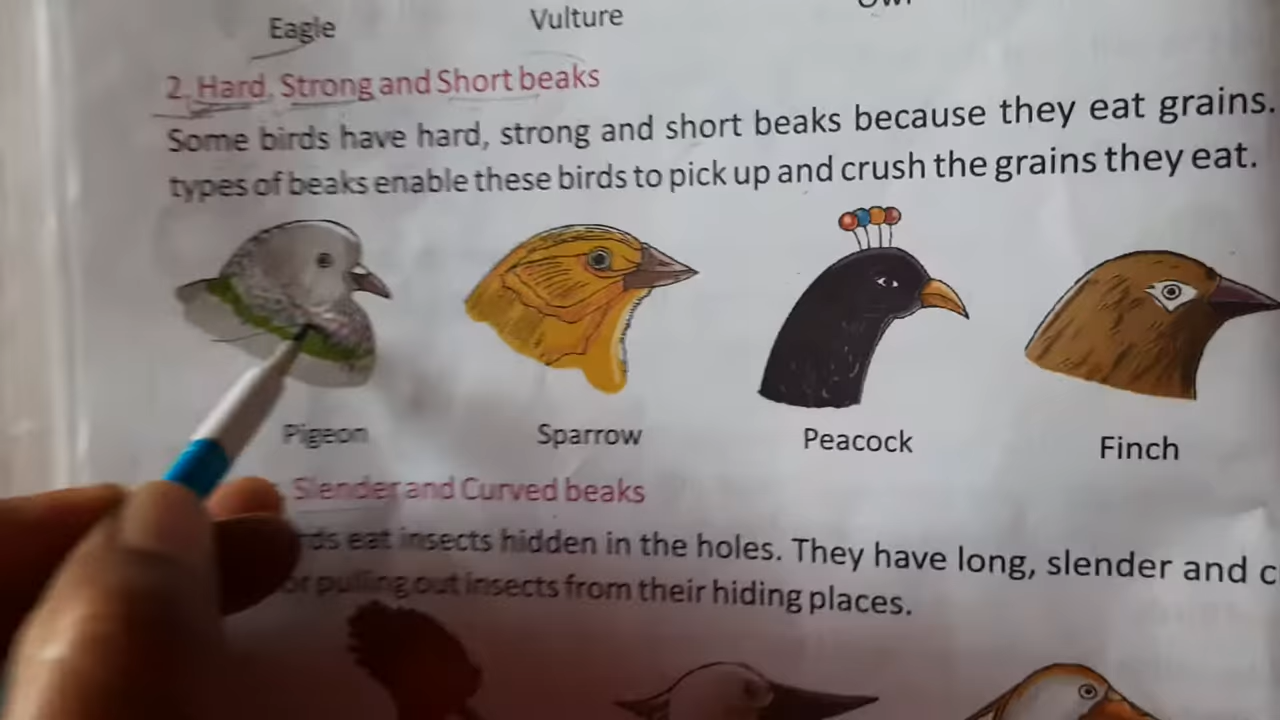 Eagle Vulture
2. Hard, Strong and Short beaks
Some birds have hard, strong and short beaks because they eat grains.
types of beaks enable these birds to pick up and crush the grains they eat.
Pigeon Sparrow Peacock Finch
Slender and Curved beaks
eat insects hidden in the holes. They have long, slender and
pulling out insects from their hiding places.